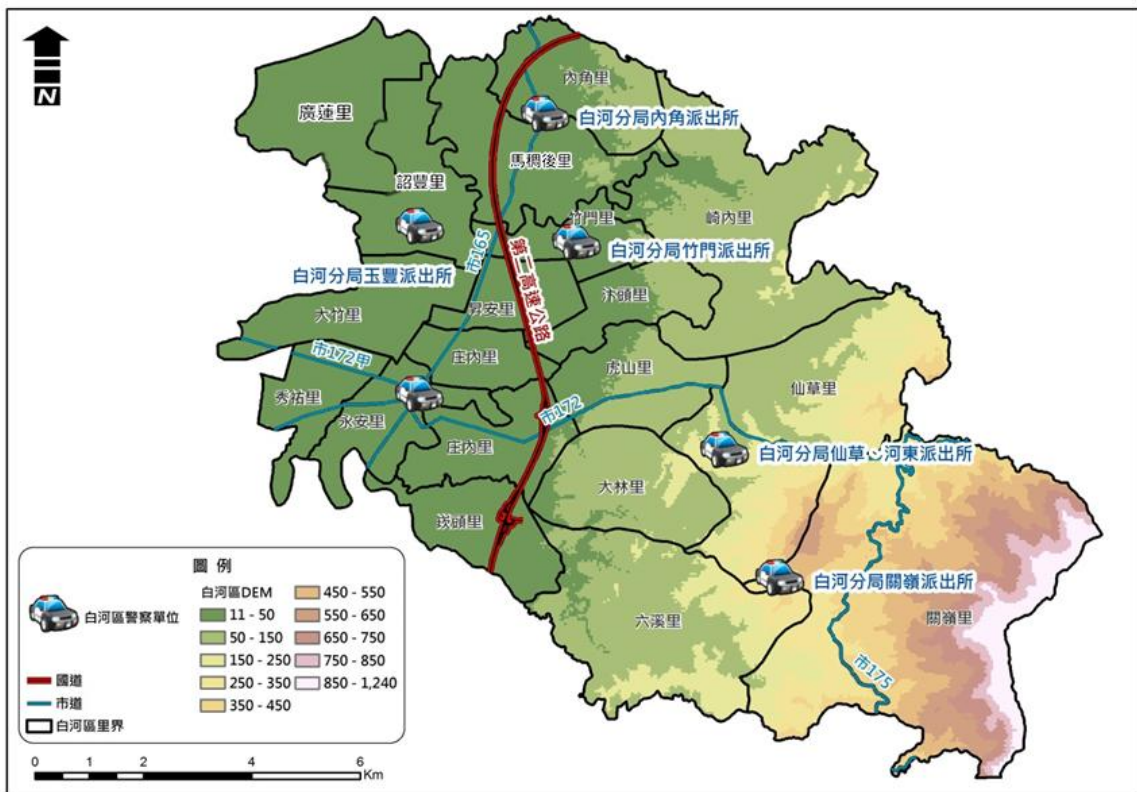 N
內角里
廣蓮里
白河分局內角派出所
馬稠後里
詔豐里
竹門里
崎內里
白河分局竹門派出所
市165
第二高速公路
白河分局玉豐派出所
汴頭里
大竹里
昇安里
庄內里
市172甲
虎山里
仙草里
秀祐里
市172
永安里
庄內里
白河分局仙草、河東派出所
大林里
崁頭里
白河分局關嶺派出所
六溪里
關嶺里
市175
圖 例
白河區警察單位
國道
市道
白河區里界
白河區DEM
11 - 50
50 - 150
150 - 250
250 - 350
350 - 450
450 - 550
550 - 650
650 - 750
750 - 850
850 - 1,240
0 1 2 4 6
Km